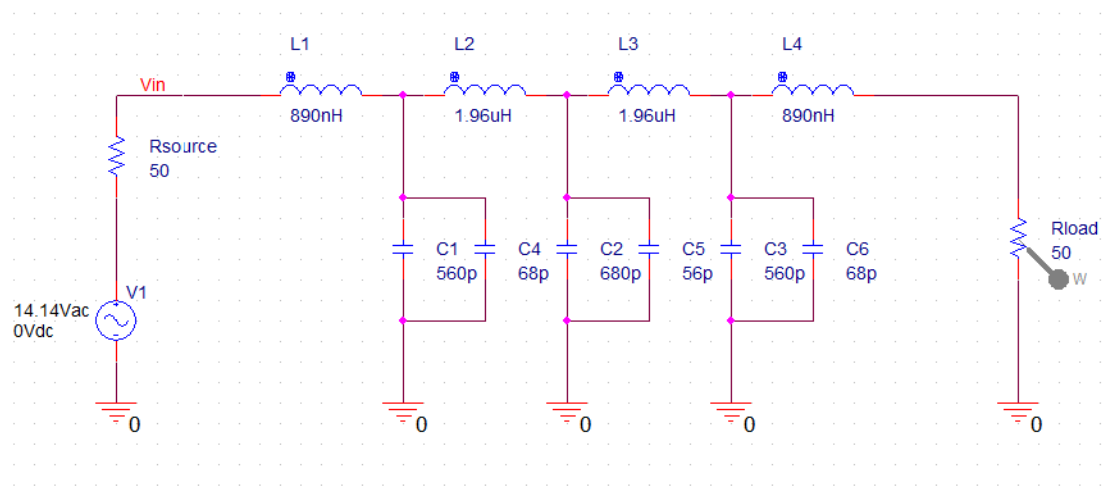 L1
L2
L3
L4
Vin
890nH
1.96uH
1.96uH
890nH
Rsource
50
C1
560p
C4
68p
C2
680p
C5
56p
C3
560p
C6
68p
Rload
50
W
V1
14.14Vac
0Vdc
0
0
0
0
0